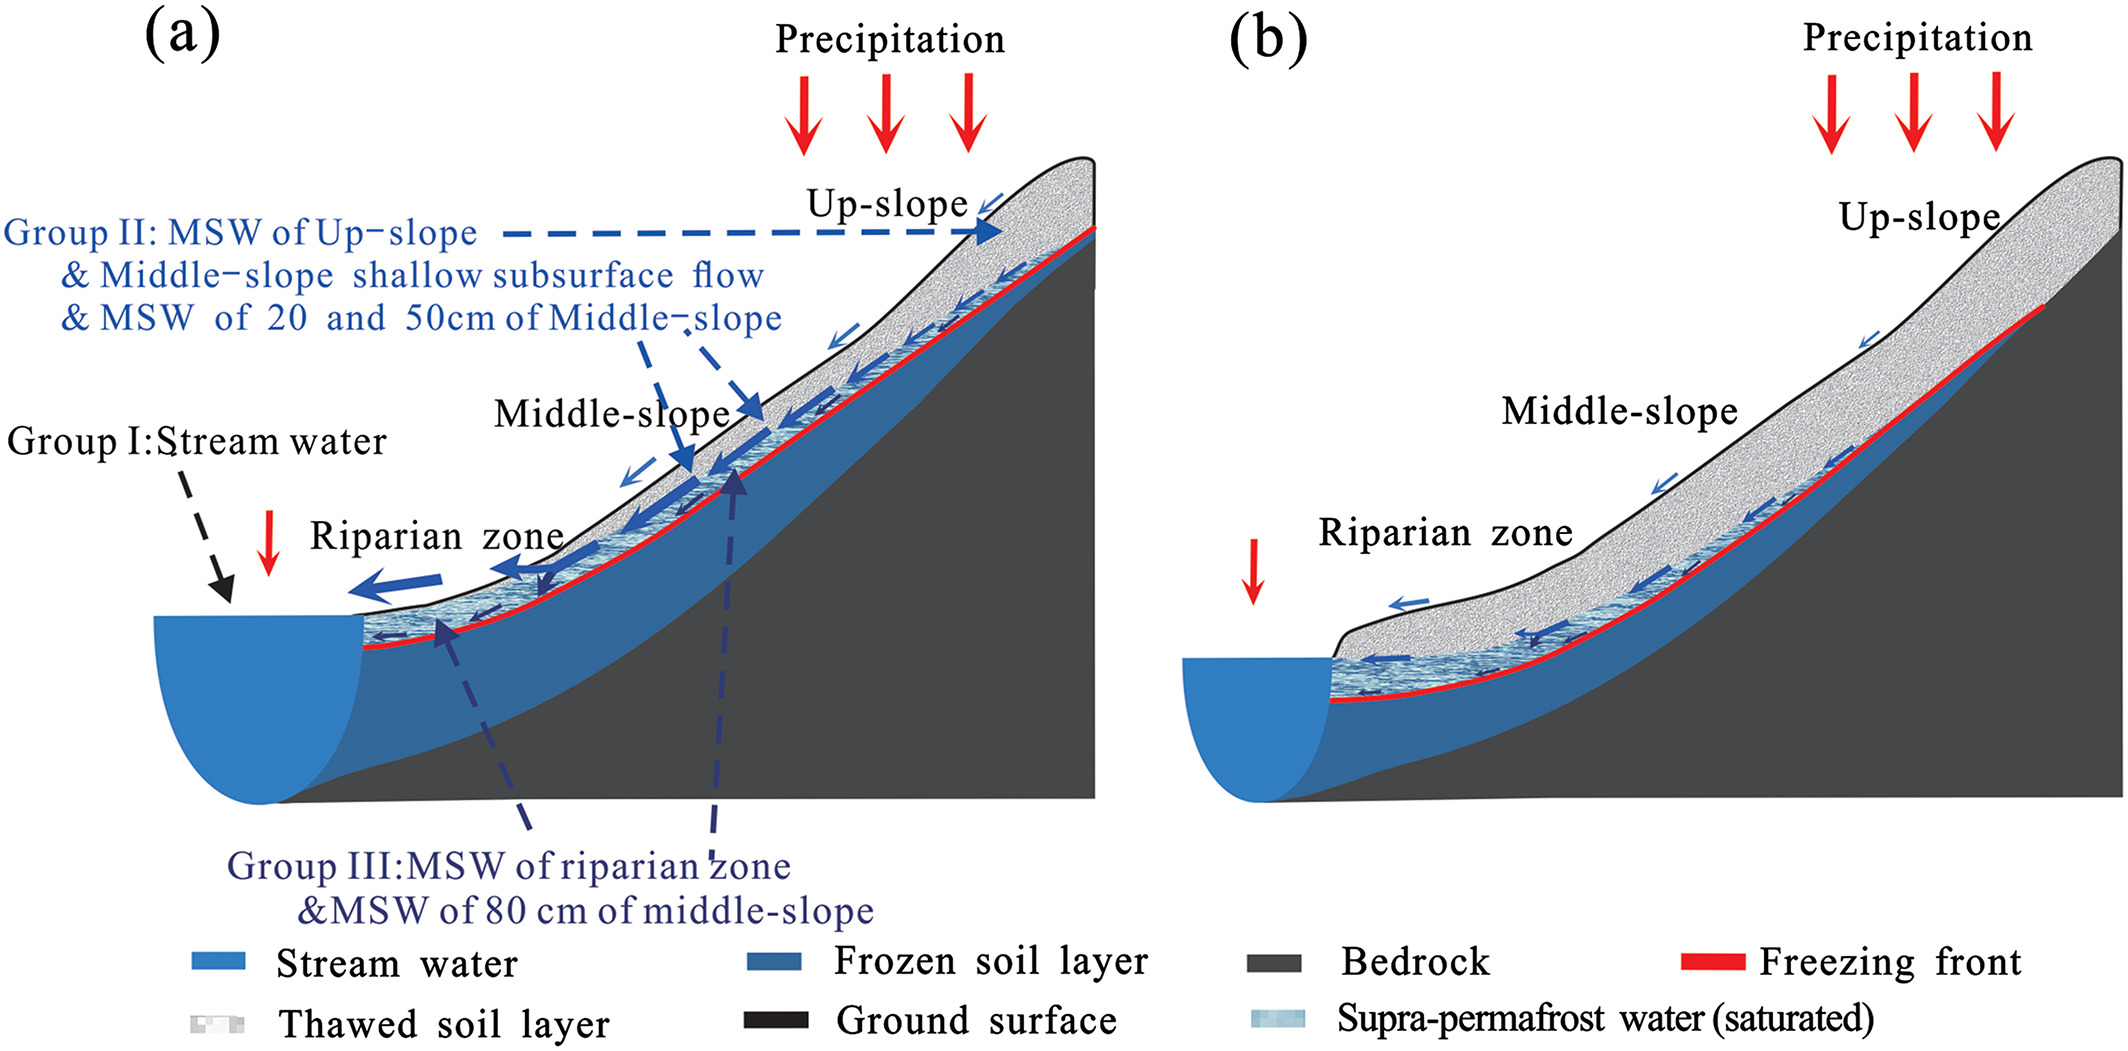 (a)
Precipitation
Up-slope
Group II: MSW of Up-slope
& Middle-slope shallow subsurface flow
& MSW of 20 and 50cm of Middle-slope
Middle-slope
Group I:Stream water
Riparian zone
Group III:MSW of riparian zone
&MSW of 80 cm of middle-slope
(b)
Precipitation
Up-slope
Middle-slope
Riparian zone
Stream water
Frozen soil layer
Bedrock
Freezing front
Thawed soil layer
Ground surface
Supra-permafrost water (saturated)